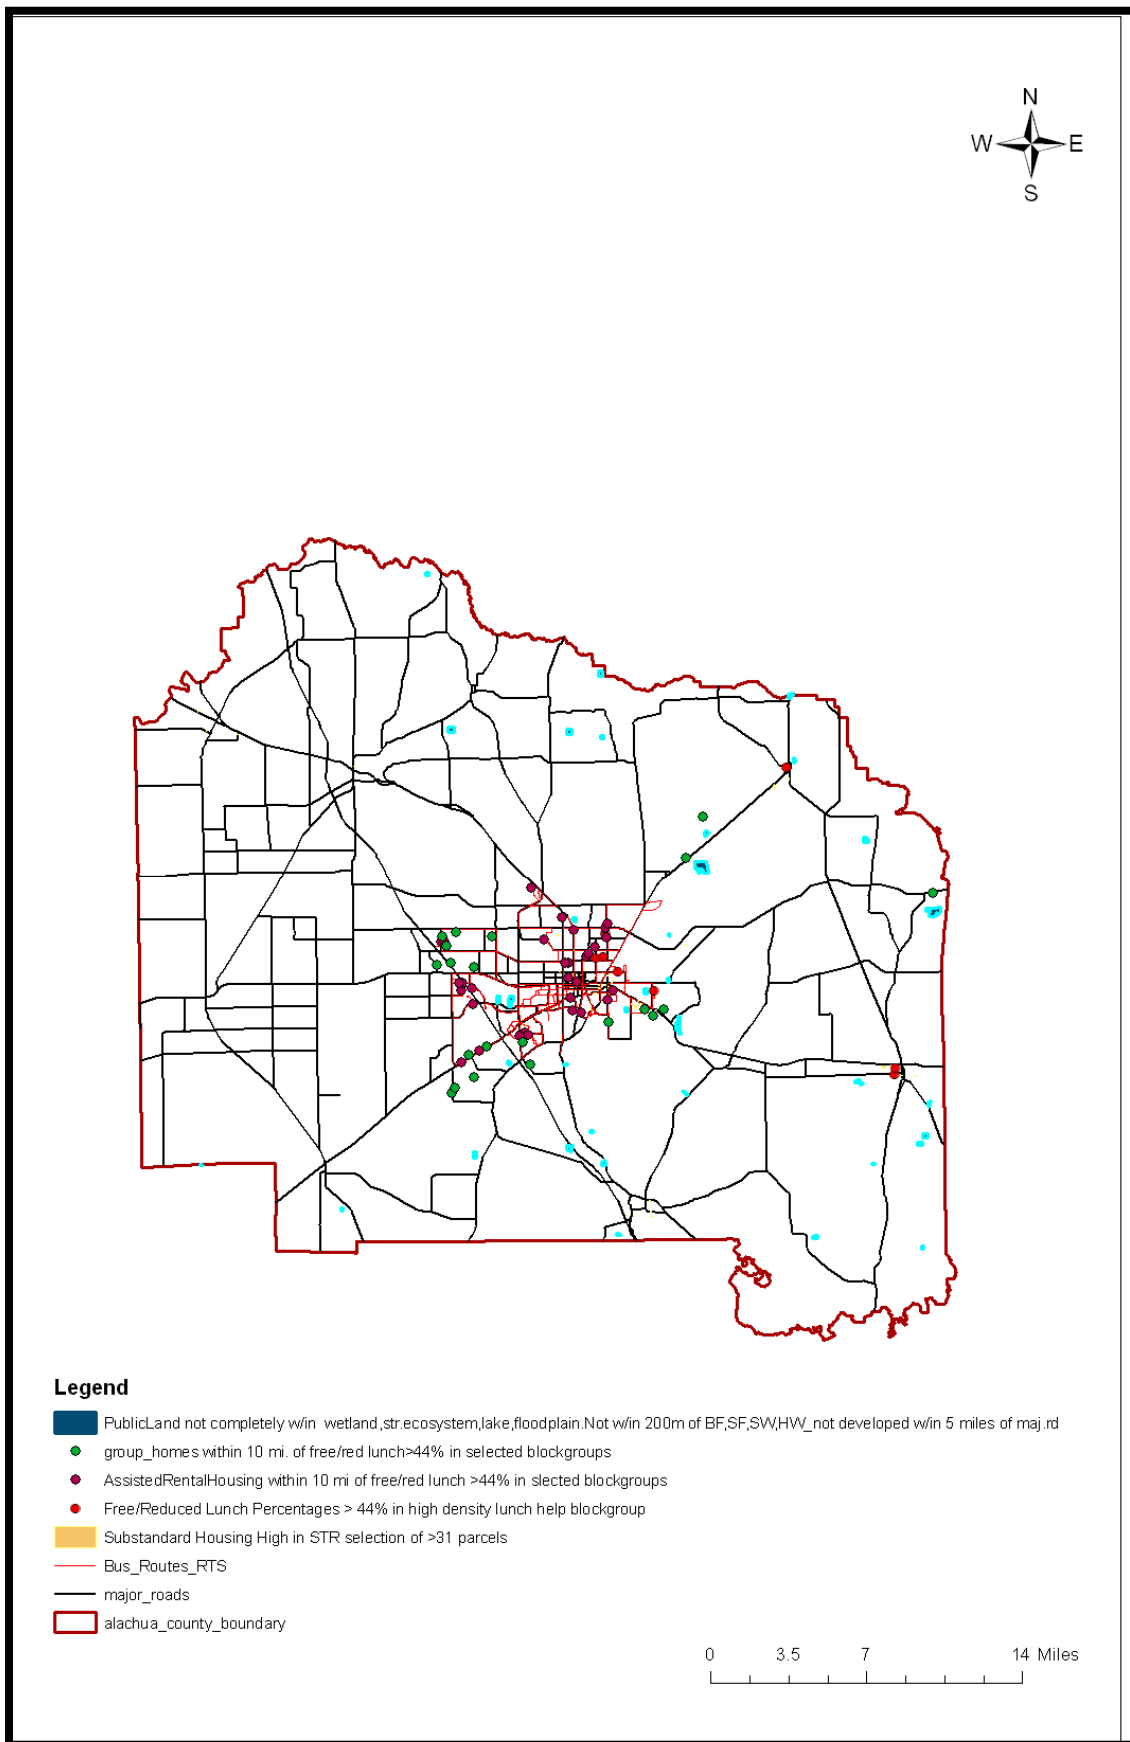 N
W E
S
Legend
PublicLand not completely w/in wetland,str.ecosystem,lake,floodplain.Not w/in 200m of BF,SF,SW,HW_not developed w/in 5 miles of maj.rd
group_homes within 10 mi. of free/red lunch>44% in selected blockgroups
AssistedRentalHousing within 10 mi of free/red lunch >44% in slected blockgroups
Free/Reduced Lunch Percentages > 44% in high density lunch help blockgroup
Substandard Housing High in STR selection of >31 parcels
Bus_Routes_RTS
major_roads
alachua_county_boundary
0 3.5 7 14 Miles